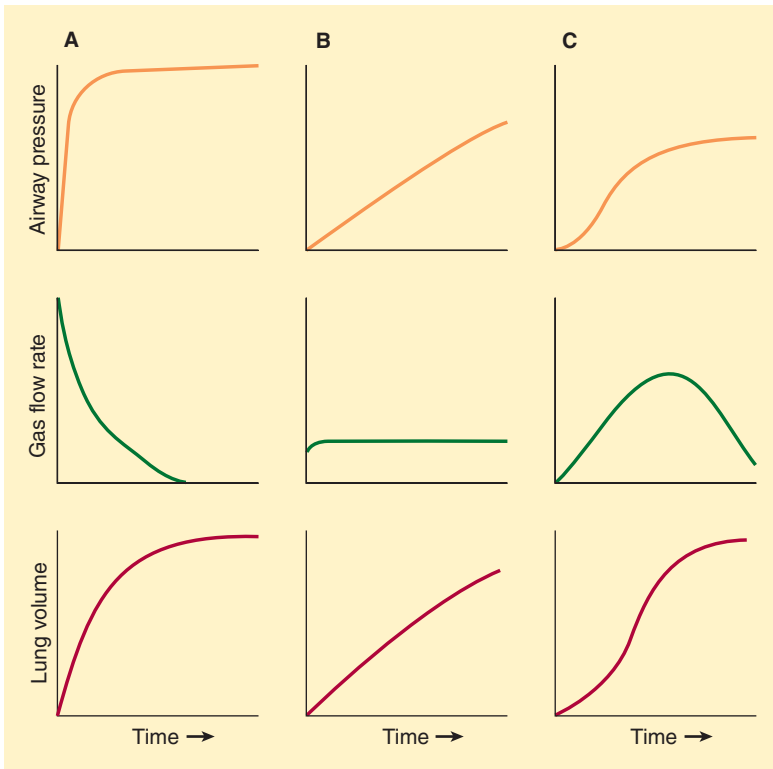 A
B
C
Airway pressure
Gas flow rate
Lung volume
Time
Time
Time